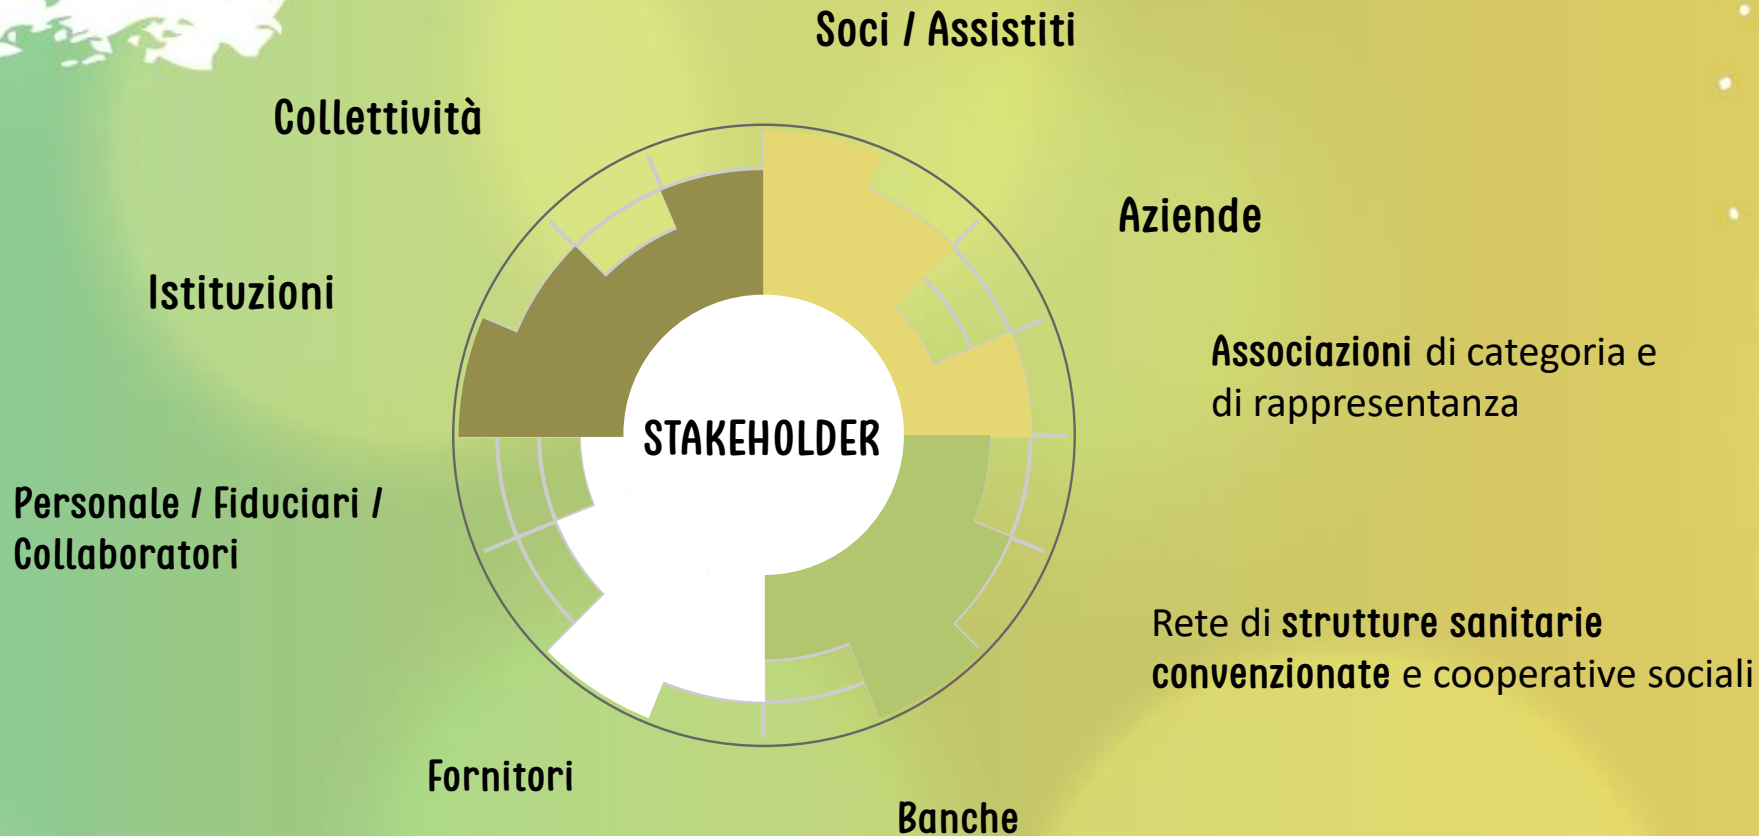 Soci / Assistiti
Collettività
Aziende
Istituzioni
Associazioni di categoria e
di rappresentanza
STAKEHOLDER
Personale / Fiduciari /
Collaboratori
Rete di strutture sanitarie
convenzionate e cooperative sociali
Fornitori
Banche